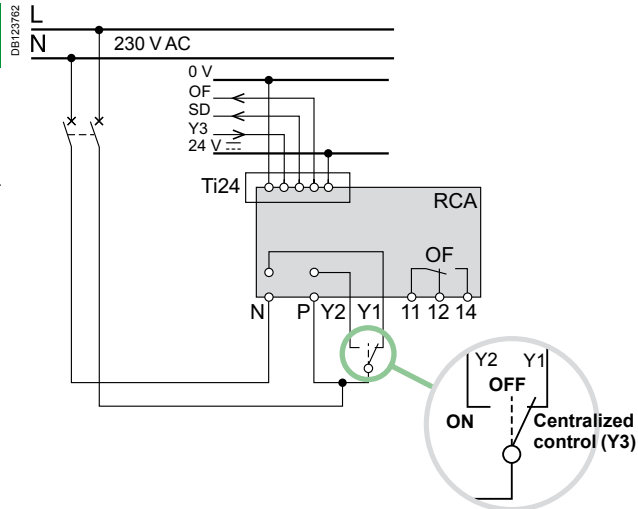 DB123762
L
N
230 V AC
0 V
OF
SD
Y3
24 V
Ti24
RCA
OF
N P Y2 Y1 11 12 14
Y2 Y1
OFF
ON
Centralized
control (Y3)